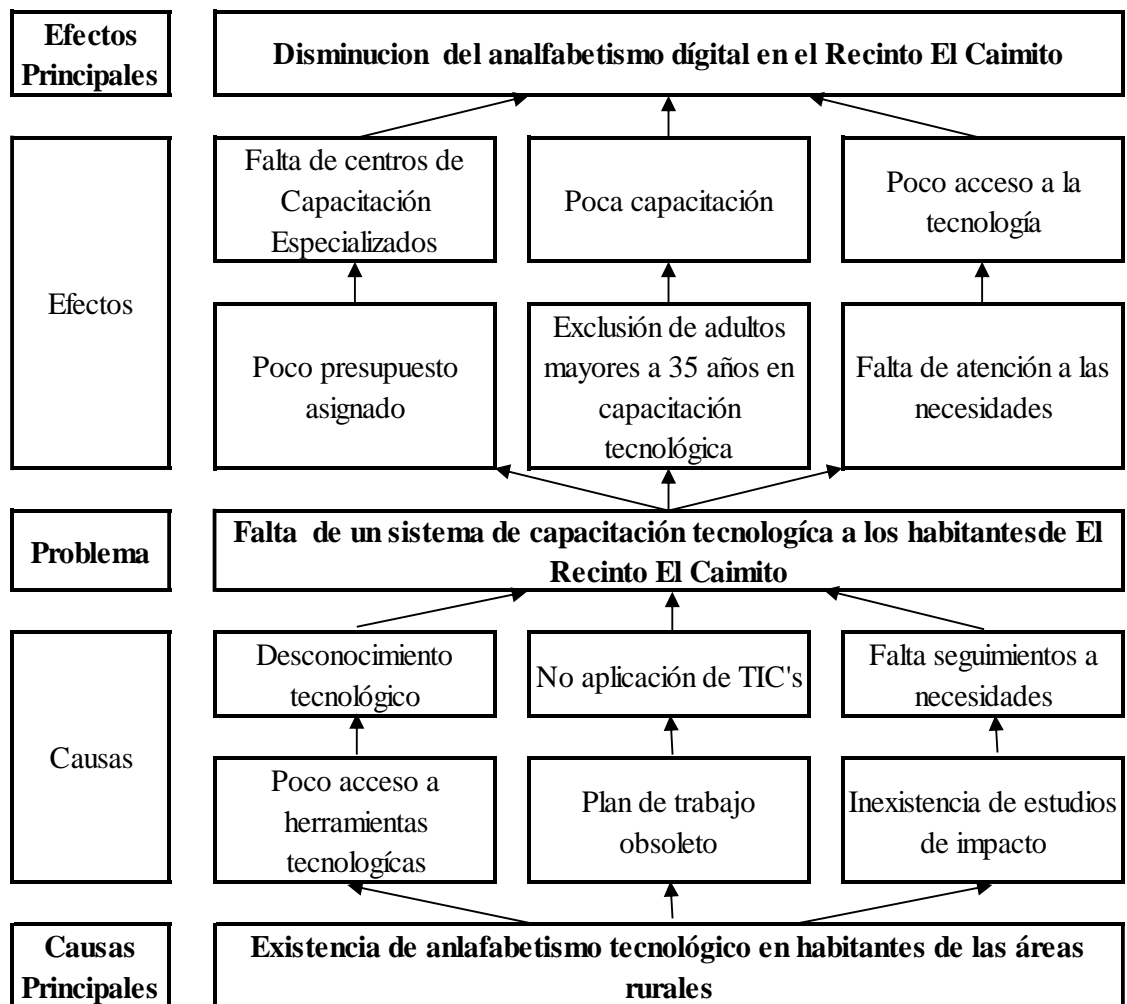 Efectos
Principales
Disminucion del analfabetismo dígital en el Recinto El Caimito
Efectos
Falta de centros de
Capacitación
Especializados
Poca capacitación
Poco acceso a la
tecnología
Poco presupuesto
asignado
Exclusión de adultos
mayores a 35 años en
capacitación
tecnológica
Falta de atención a las
necesidades
Problema
Falta de un sistema de capacitación tecnologíca a los habitantesde El
Recinto El Caimito
Causas
Desconocimiento
tecnológico
No aplicación de TIC's
Falta seguimientos a
necesidades
Poco acceso a
herramientas
tecnologícas
Plan de trabajo
obsoleto
Inexistencia de estudios
de impacto
Causas
Principales
Existencia de anlafabetismo tecnológico en habitantes de las áreas
rurales